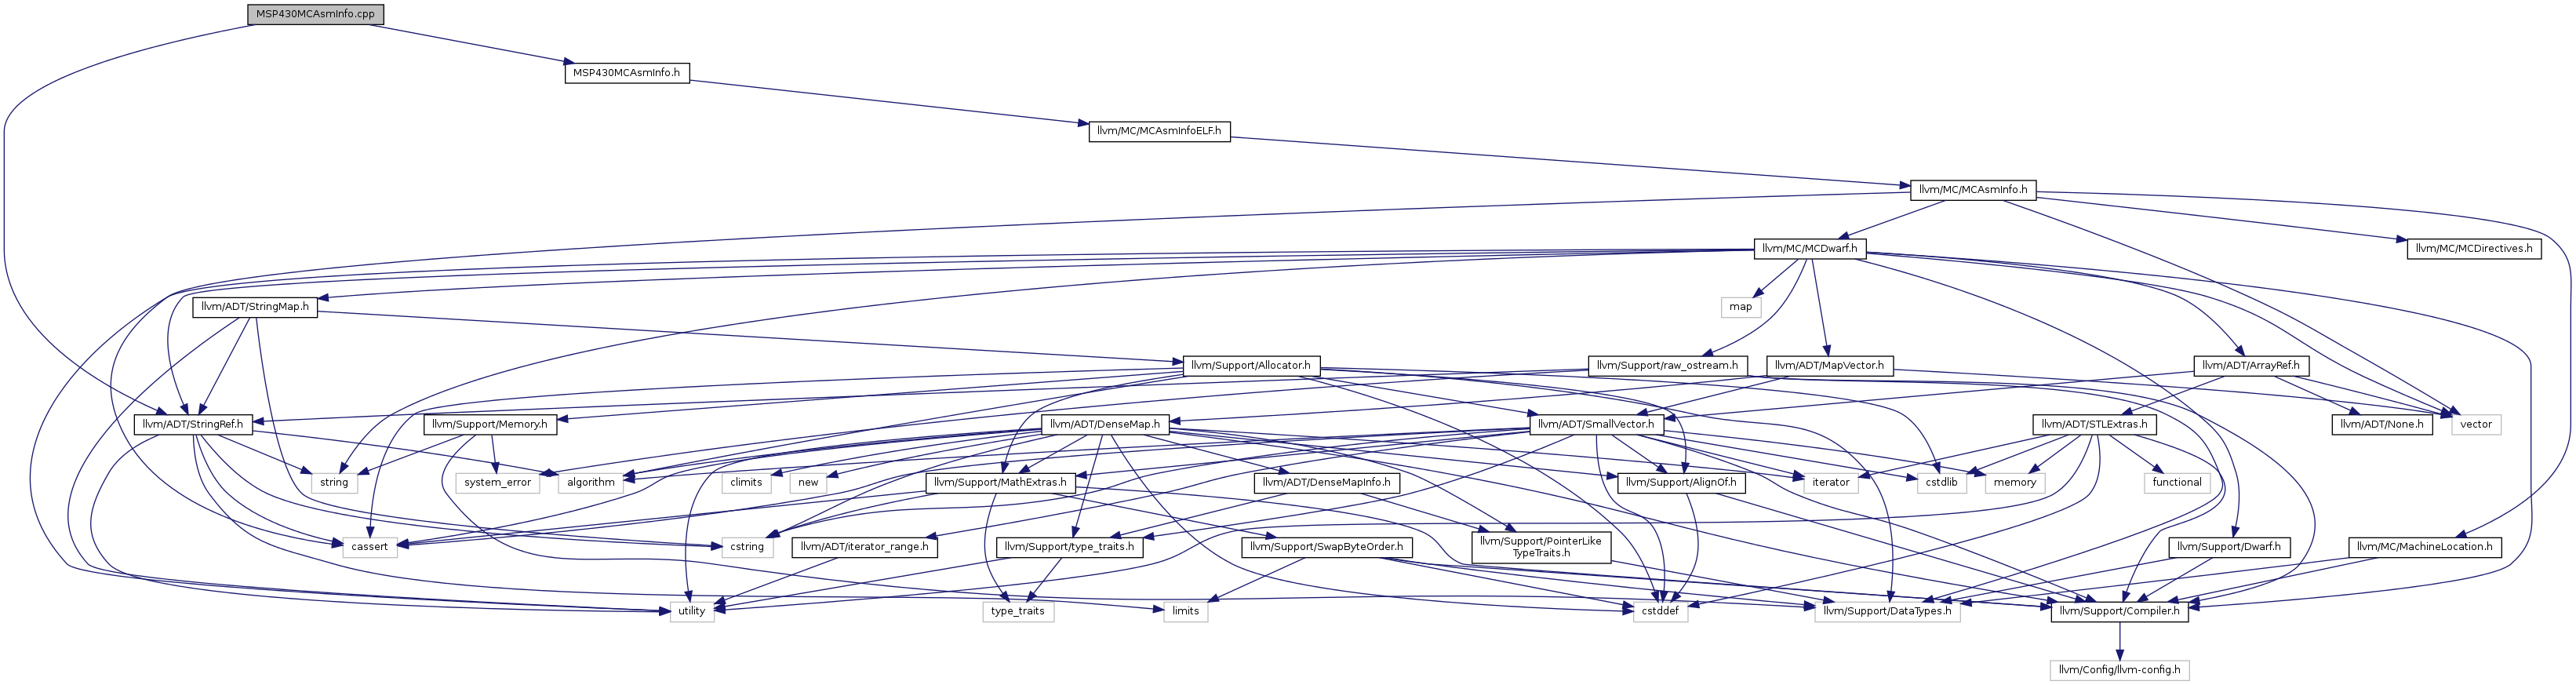 MSP430MCAsmInfo.cpp
MSP430MCAsmInfo.h
llvm/MC/MCAsmInfoELF.h
llvm/MC/MCAsmInfo.h
llvm/MC/MCDwarf.h
llvm/MC/MCDirectives.h
llvm/ADT/StringMap.h
map
llvm/Support/Allocator.h
llvm/Support/raw_ostream.h
llvm/ADT/MapVector.h
llvm/ADT/ArrayRef.h
llvm/ADT/StringRef.h
llvm/Support/Memory.h
llvm/ADT/DenseMap.h
llvm/ADT/SmallVector.h
llvm/ADT/STLExtras.h
llvm/ADT/None.h
vector
string
system_error
algorithm
climits
new
llvm/Support/MathExtras.h
llvm/ADT/DenseMapInfo.h
llvm/Support/AlignOf.h
iterator
cstdlib
memory
functional
cassert
cstring
llvm/ADT/iterator_range.h
llvm/Support/type_traits.h
llvm/Support/SwapByteOrder.h
llvm/Support/PointerLike
TypeTraits.h
llvm/Support/Dwarf.h
llvm/MC/MachineLocation.h
utility
type_traits
limits
cstddef
llvm/Support/DataTypes.h
llvm/Support/Compiler.h
llvm/Config/llvm-config.h